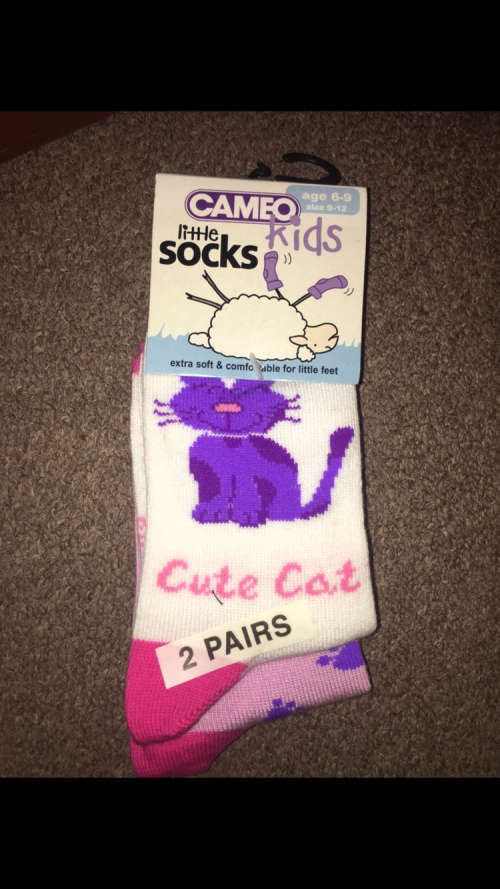 CAMEO
age 6-9
size 9-12
little
socks
kids
extra soft & comfortable for little feet
Cute Cat
2 PAIRS